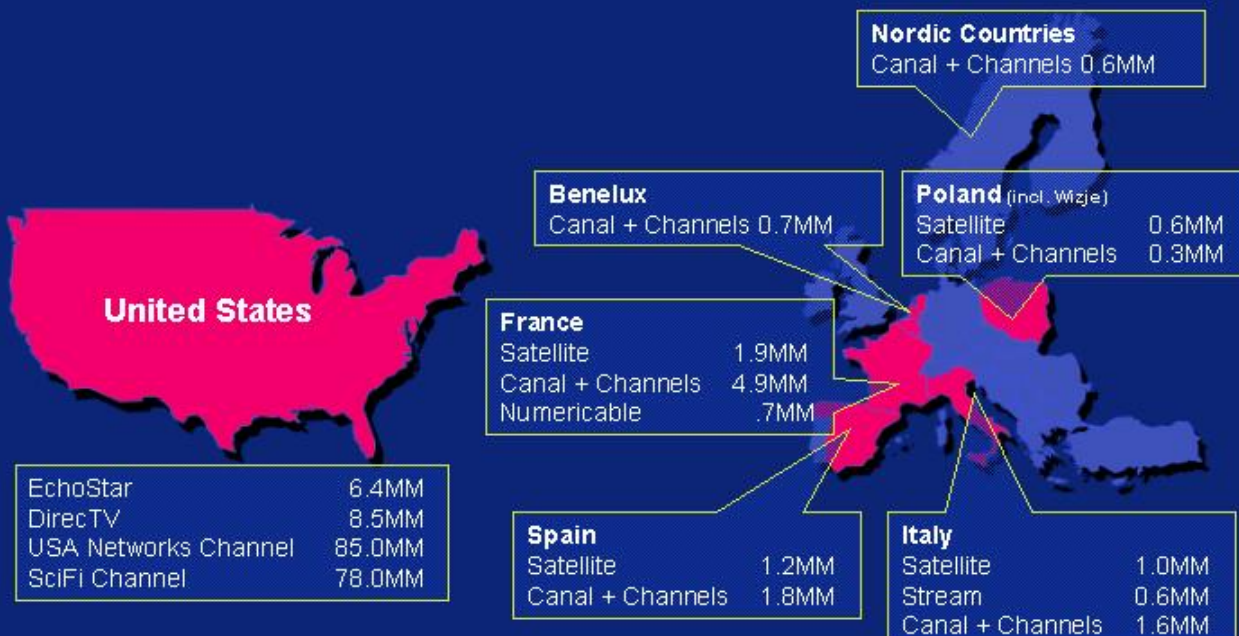 Nordic Countries
Canal + Channels 0.6MM
Benelux
Canal + Channels 0.7MM
Poland (incl. Wizje)
Satellite 0.6MM
Canal + Channels 0.3MM
United States
France
Satellite 1.9MM
Canal + Channels 4.9MM
Numericable .7MM
EchoStar 6.4MM
DirecTV 8.5MM
USA Networks Channel 85.0MM
SciFi Channel 78.0MM
Spain
Satellite 1.2MM
Canal + Channels 1.8MM
Italy
Satellite 1.0MM
Stream 0.6MM
Canal + Channels 1.6MM